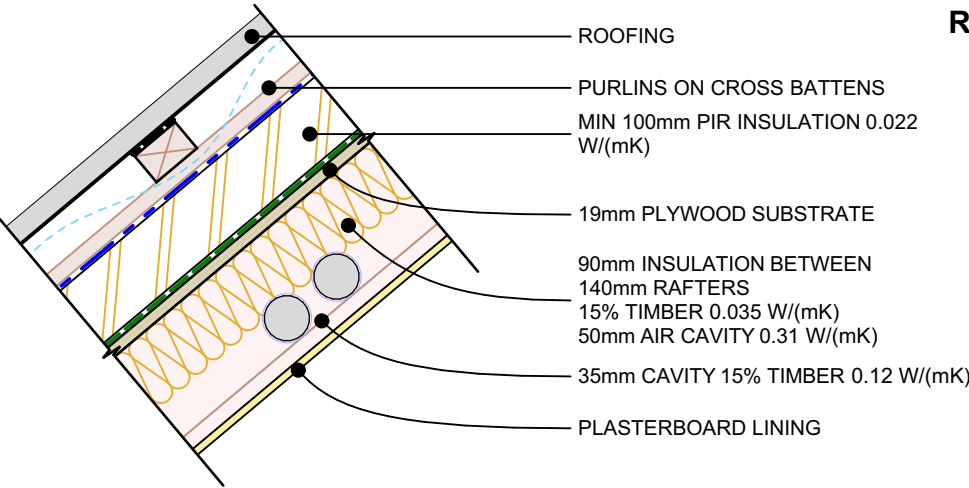 R
ROOFING
PURLINS ON CROSS BATTENS
MIN 100mm PIR INSULATION 0.022
W/(mK)
19mm PLYWOOD SUBSTRATE
90mm INSULATION BETWEEN
140mm RAFTERS
15% TIMBER 0.035 W/(mK)
50mm AIR CAVITY 0.31 W/(mK)
35mm CAVITY 15% TIMBER 0.12 W/(mK)
PLASTERBOARD LINING